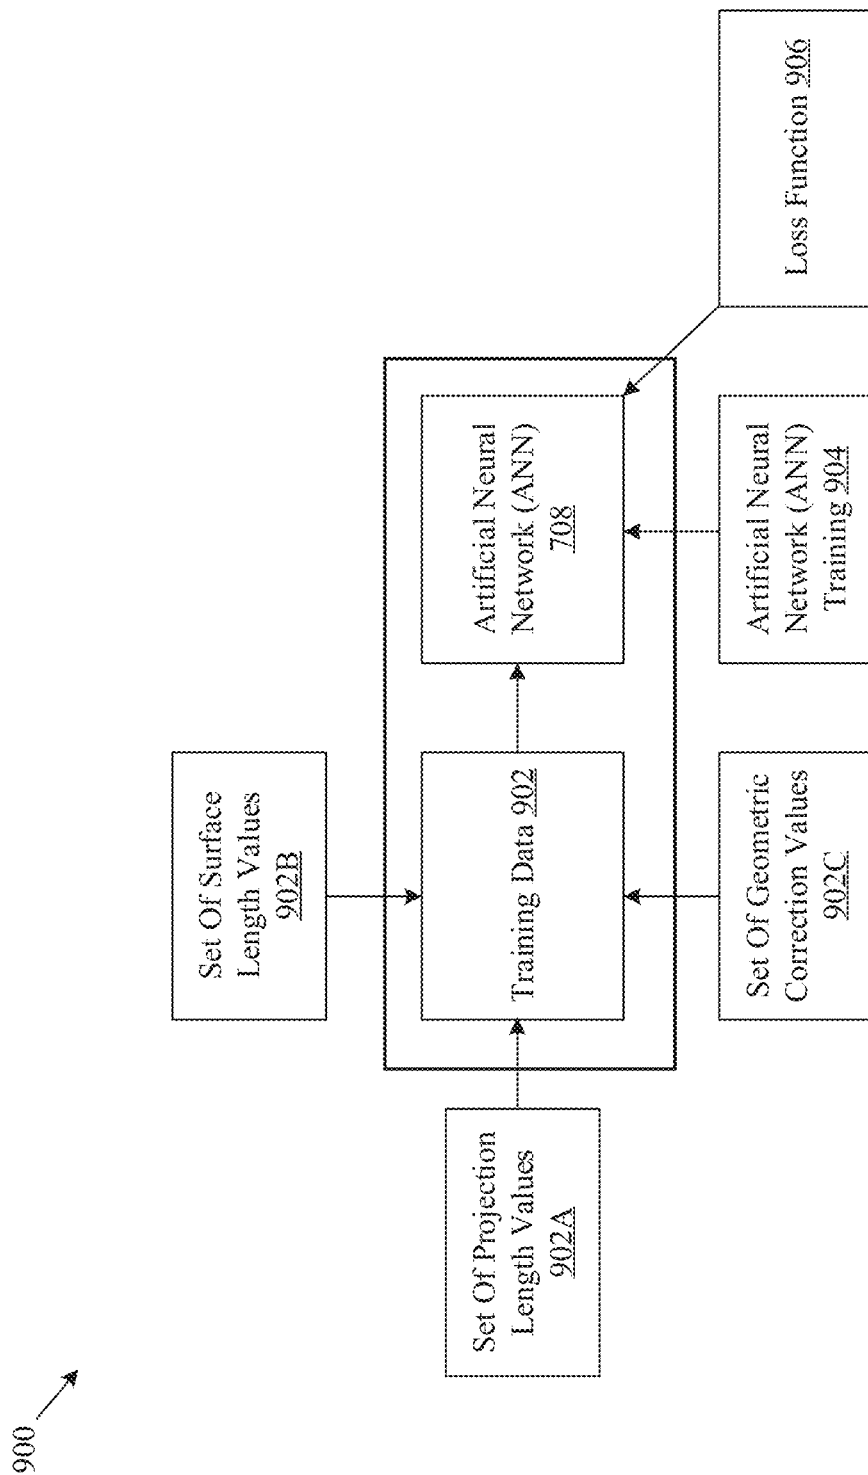 900
Set Of Projection
Length Values
902A
Set Of Surface
Length Values
902B
Training Data 902
Set Of Geometric
Correction Values
902C
Artificial Neural
Network (ANN)
708
Artificial Neural
Network (ANN)
Training 904
Loss Function 906